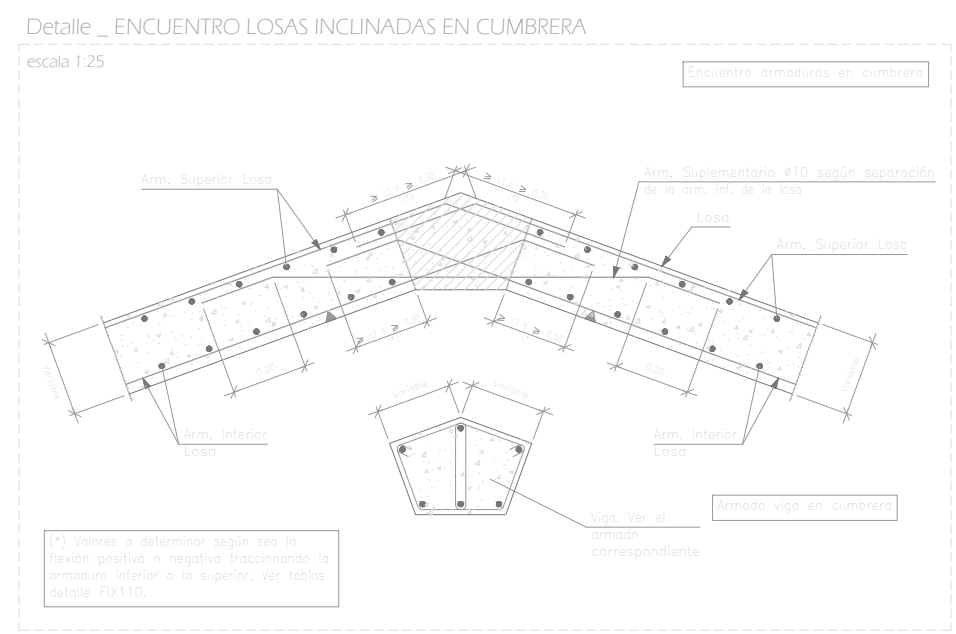 Detalle _ ENCUENTRO LOSAS INCLINADAS EN CUMBRERA
escala 1:25
Encuentro armaduras en cumbrera
Arm. Superior Losa
Arm. Suplementario ø10 según separación
de la arm. inf. de la losa
Losa
Arm. Superior Losa
Variable
0,20
0,20
Variable
Variable
Variable
Arm. Inferior
Losa
Arm. Inferior
Losa
Viga. Ver el
armado
correspondiente
Armado viga en cumbrera
(*) Valores a determinar según sea la
flexión positiva o negativa traccionando la
armadura inferior o la superior. Ver tablas
detalle FIX110.